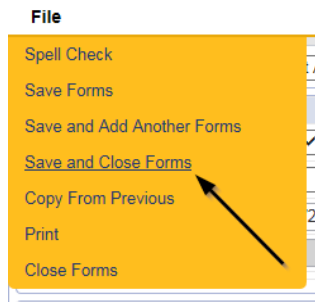 File
Spell Check
Save Forms
Save and Add Another Forms
Save and Close Forms
Copy From Previous
Print
Close Forms